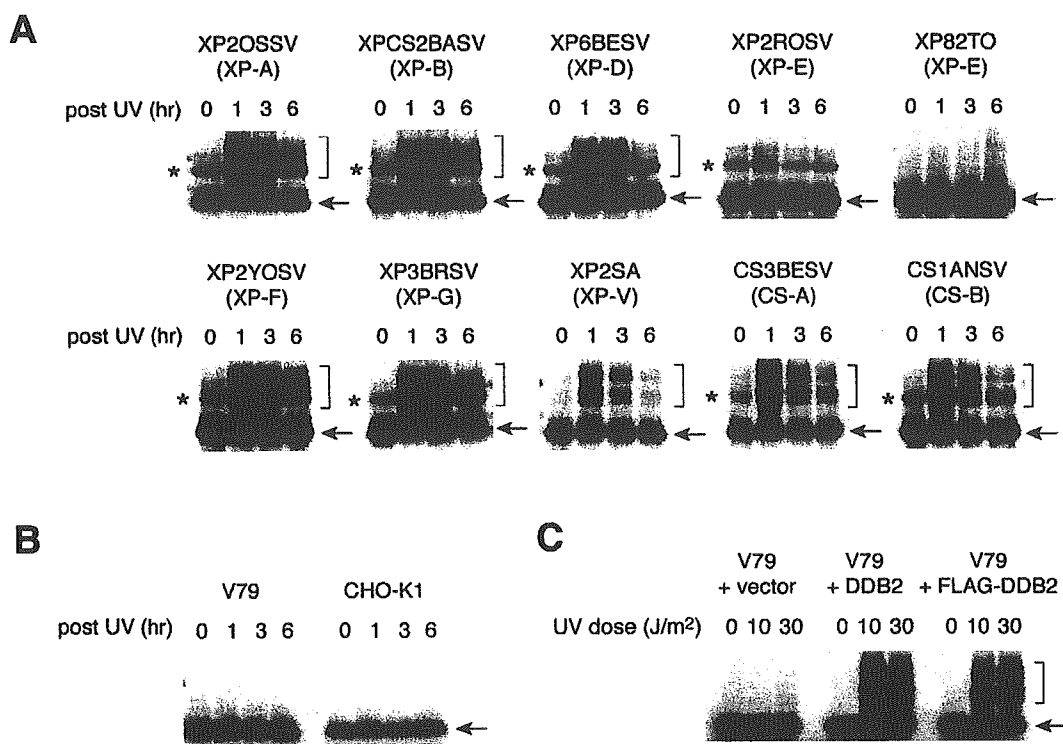 A
XP2OSSV XPCS2BASV XP6BESV XP2ROSV XP82TO
(XP-A) (XP-B) (XP-D) (XP-E) (XP-E)
post UV (hr) 0 1 3 6 0 1 3 6 0 1 3 6 0 1 3 6 0 1 3 6
* * * *
XP2YOSV XP3BRSV XP2SA CS3BESV CS1ANSV
(XP-F) (XP-G) (XP-V) (CS-A) (CS-B)
post UV (hr) 0 1 3 6 0 1 3 6 0 1 3 6 0 1 3 6 0 1 3 6
* * * *
B
V79 CHO-K1
post UV (hr) 0 1 3 6 0 1 3 6
C
V79 V79 V79
+ vector + DDB2 + FLAG-DDB2
UV dose (J/m²) 0 10 30 0 10 30 0 10 30